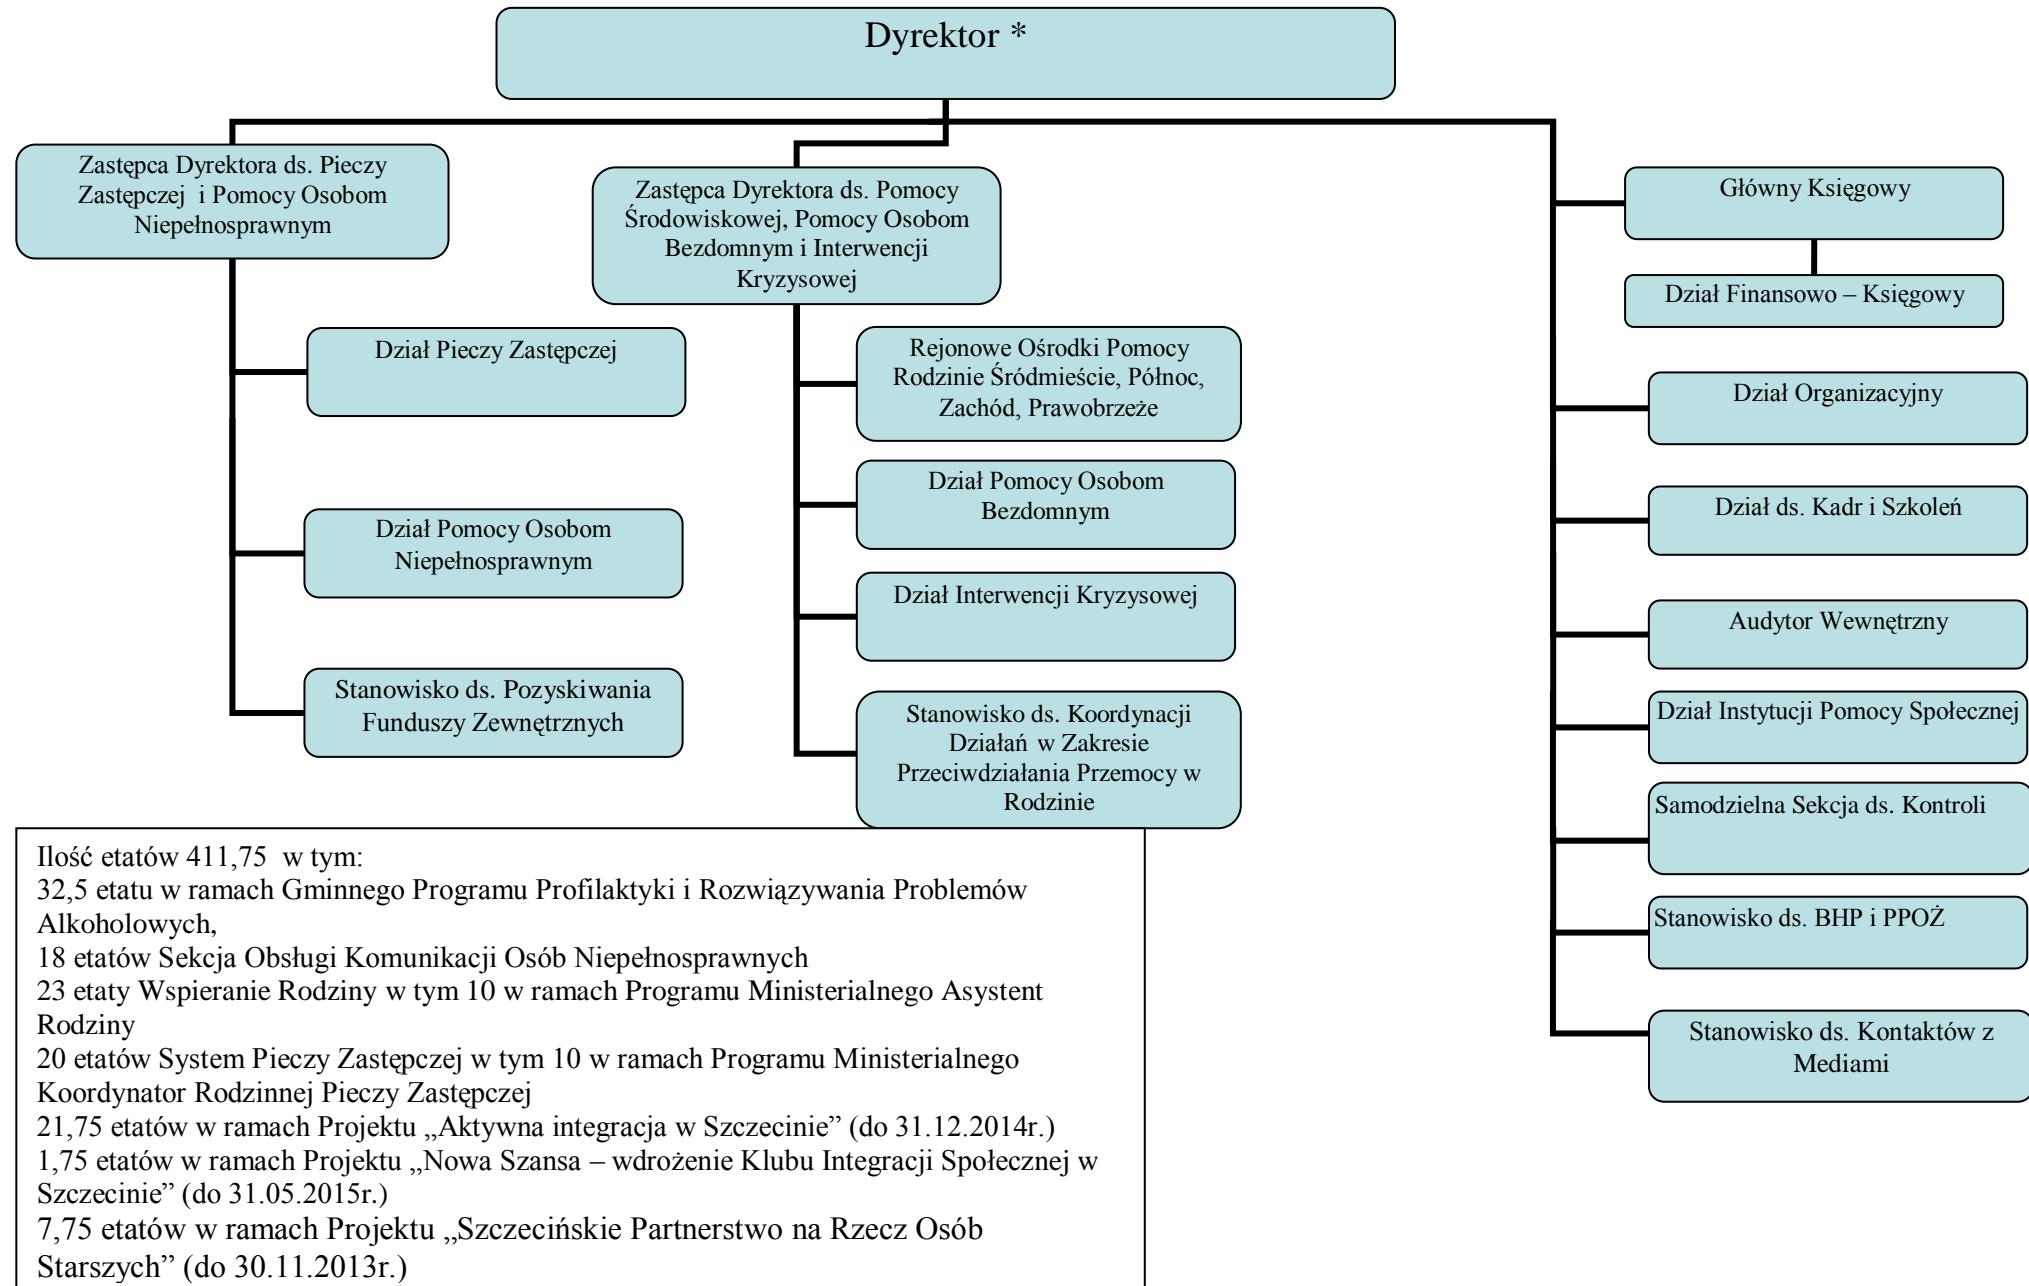 Dyrektor *
Zastępca Dyrektora ds. Pieczy
Zastępczej i Pomocy Osobom
Niepełnosprawnym
Dział Pieczy Zastępczej
Dział Pomocy Osobom
Niepełnosprawnym
Stanowisko ds. Pozyskiwania
Funduszy Zewnętrznych
Zastępca Dyrektora ds. Pomocy
Środowiskowej, Pomocy Osobom
Bezdomnym i Interwencji
Kryzysowej
Rejonowe Ośrodki Pomocy
Rodzinie Śródmieście, Północ,
Zachód, Prawobrzeże
Dział Pomocy Osobom
Bezdomnym
Dział Interwencji Kryzysowej
Stanowisko ds. Koordynacji
Działań w Zakresie
Przeciwdziałania Przemocy w
Rodzinie
Główny Księgowy
Dział Finansowo – Księgowy
Dział Organizacyjny
Dział ds. Kadr i Szkoleń
Audytor Wewnętrzny
Dział Instytucji Pomocy Społecznej
Samodzielna Sekcja ds. Kontroli
Stanowisko ds. BHP i PPOŻ
Stanowisko ds. Kontaktów z
Mediami
Ilość etatów 411,75 w tym:
32,5 etatu w ramach Gminnego Programu Profilaktyki i Rozwiązywania Problemów
Alkoholowych,
18 etatów Sekcja Obsługi Komunikacji Osób Niepełnosprawnych
23 etaty Wspieranie Rodziny w tym 10 w ramach Programu Ministerialnego Asystent
Rodziny
20 etatów System Pieczy Zastępczej w tym 10 w ramach Programu Ministerialnego
Koordynator Rodzinnej Pieczy Zastępczej
21,75 etatów w ramach Projektu „Aktywna integracja w Szczecinie” (do 31.12.2014r.)
1,75 etatów w ramach Projektu „Nowa Szansa – wdrożenie Klubu Integracji Społecznej w
Szczecinie” (do 31.05.2015r.)
7,75 etatów w ramach Projektu „Szczecińskie Partnerstwo na Rzecz Osób
Starszych” (do 30.11.2013r.)